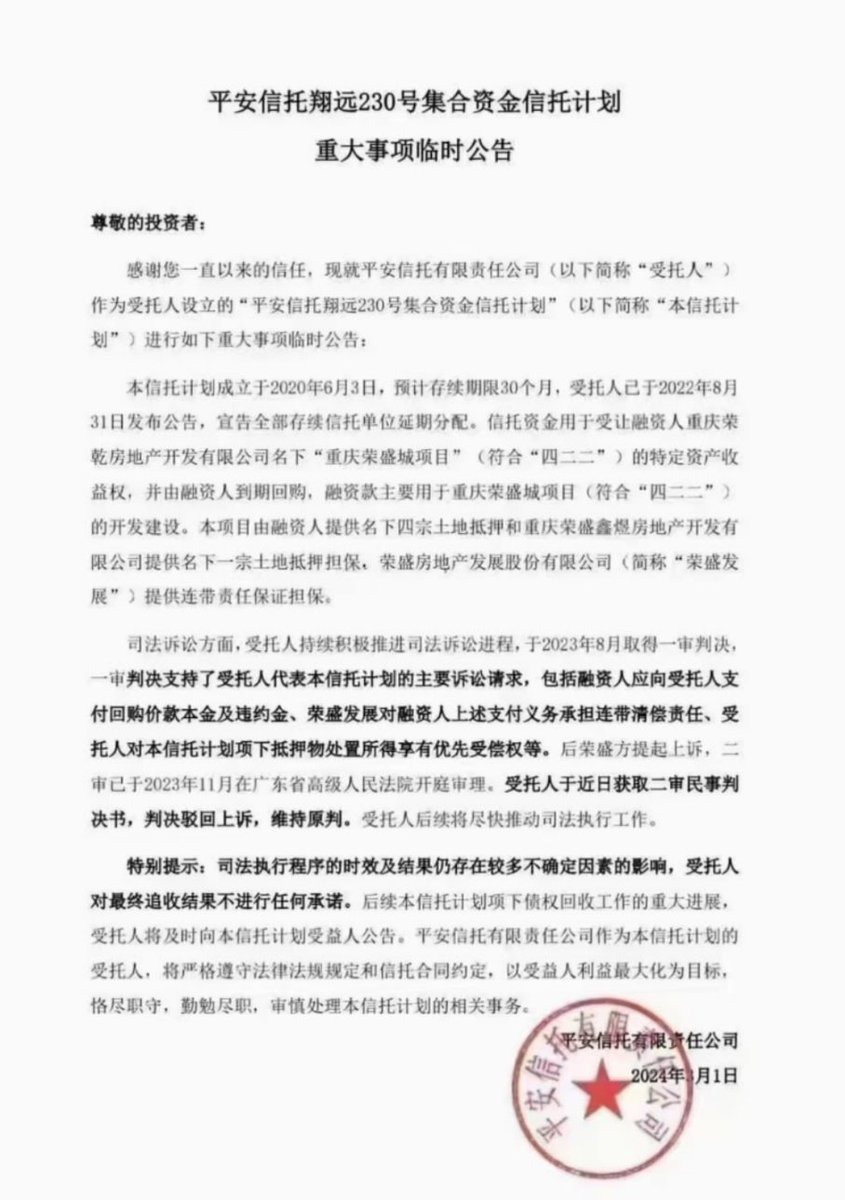 平安信托翔远230号集合资金信托计划
重大事项临时公告
尊敬的投资者：
感谢您一直以来的信任，现就平安信托有限责任公司（以下简称“受托人”）
作为受托人设立的“平安信托翔远230号集合资金信托计划”（以下简称“本信托计
划”）进行如下重大事项临时公告：
本信托计划成立于2020年6月3日，预计存续期限30个月，受托人已于2022年8月
31日发布公告，宣告全部存续信托单位延期分配。信托资金用于受让融资人重庆荣
乾房地产开发有限公司名下“重庆荣盛城项目”（符合“四二二”）的特定资产收
益权，并由融资人到期回购，融资款主要用于重庆荣盛城项目（符合“四二二”）
的开发建设。本项目由融资人提供名下四宗土地抵押和重庆荣盛鑫煜房地产开发有
限公司提供名下一宗土地抵押担保，荣盛房地产发展股份有限公司（简称“荣盛发
展”）提供连带责任保证担保。
司法诉讼方面，受托人持续积极推进司法诉讼进程，于2023年8月取得一审判决，
一审判决支持了受托人代表本信托计划的主要诉讼请求，包括融资人应向受托人支
付回购价款本金及违约金、荣盛发展对融资人上述支付义务承担连带清偿责任、受
托人对本信托计划项下抵押物处置所得享有优先受偿权等。后荣盛方提起上诉，二
审已于2023年11月在广东省高级人民法院开庭审理。受托人于近日获取二审民事判
决书，判决驳回上诉，维持原判。受托人后续将尽快推动司法执行工作。
特别提示：司法执行程序的时效及结果仍存在较多不确定因素的影响，受托人
对最终追收结果不进行任何承诺。后续本信托计划项下债权回收工作的重大进展，
受托人将及时向本信托计划受益人公告。平安信托有限责任公司作为本信托计划的
受托人，将严格遵守法律法规规定和信托合同约定，以受益人利益最大化为目标，
恪尽职守，勤勉尽职，审慎处理本信托计划的相关事务。
平安信托有限责任公司
2024年3月1日
平安信托有限责任公司